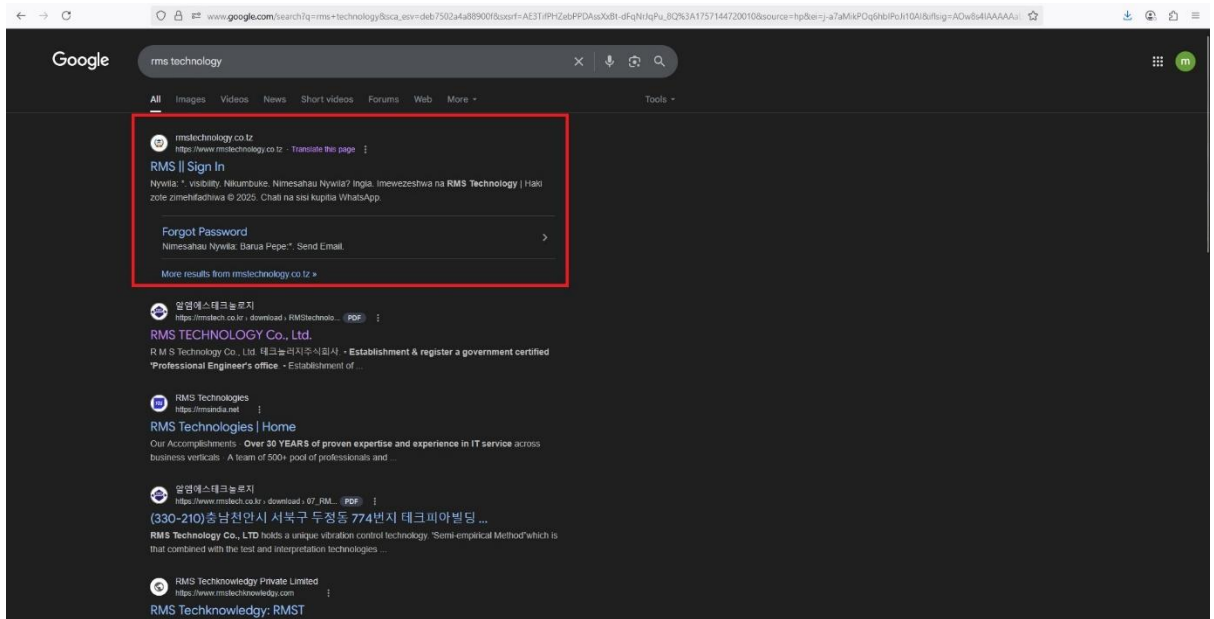 www.google.com/search?q=rms+technology&sca_esv=deb7502a4a88900f&sxsrf=
Google
rms technology
m
All Images Videos News Short videos Forums Web More Tools
rmstechnology.co.tz
https://www.rmstechnology.co.tz · Translate this page
RMS || Sign In
Nywila: *. visibility. Nikumbuke. Nimesahau Nywila? Ingia. Imewezeshwa na RMS Technology | Haki
zote zimehifadhiwa © 2025. Chati na sisi kupitia WhatsApp.
Forgot Password
Nimesahau Nywila: Barua Pepe:*. Send Email.
More results from rmstechnology.co.tz »
알엠에스테크놀로지
https://rmstech.co.kr › download › RMStechnolo... PDF
RMS TECHNOLOGY Co., Ltd.
R M S Technology Co., Ltd. 테크놀러지주식회사 - Establishment & register a government certified
'Professional Engineer's office - Establishment of ...
RMS Technologies
https://rmsindia.net
RMS Technologies | Home
Our Accomplishments · Over 30 YEARS of proven expertise and experience in IT service across
business verticals · A team of 500+ pool of professionals and ...
알엠에스테크놀로지
https://www.rmstech.co.kr › download › 07_RM... PDF
(330-210)충남천안시 서북구 두정동 774번지 테크피아빌딩 ...
RMS Technology Co., LTD holds a unique vibration control technology. "Semi-empirical Method"which is
that combined with the test and interpretation technologies ...
RMS Techknowledgy Private Limited
https://www.rmstechknowledgy.com
RMS Techknowledgy: RMST